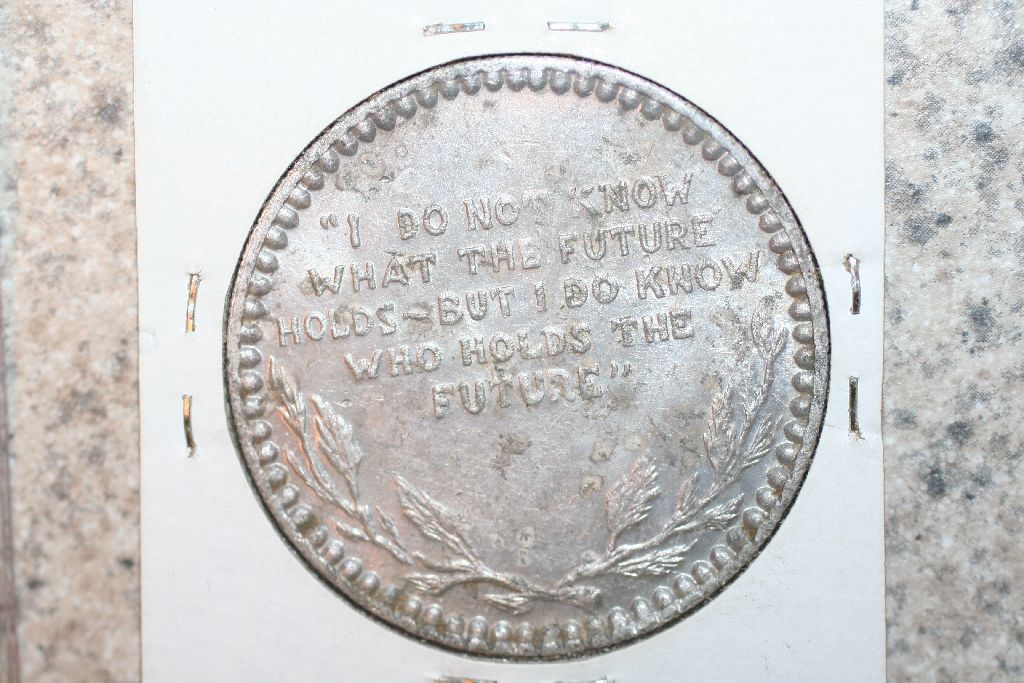 "I DO NOT KNOW
WHAT THE FUTURE
HOLDS-BUT I DO KNOW
WHO HOLDS THE
FUTURE"